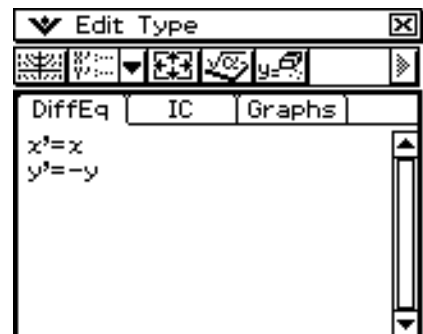 Edit Type
y=
DiffEq IC Graphs
x'=x
y'=-y